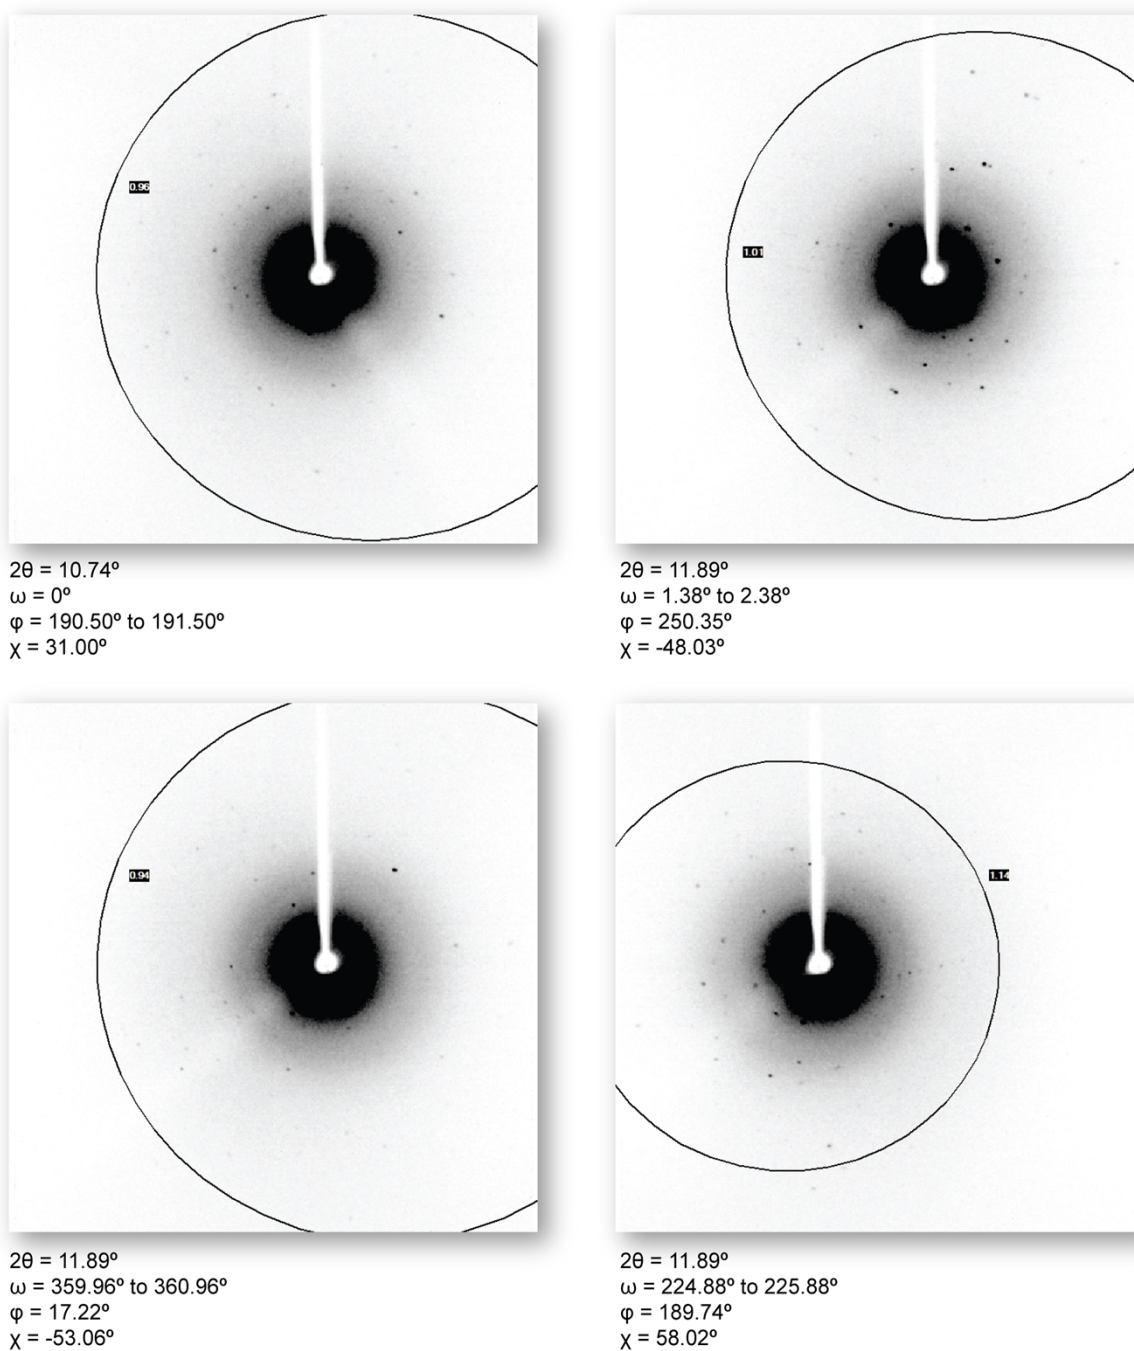 0.96
2θ = 10.74º
ω = 0º
φ = 190.50º to 191.50º
χ = 31.00º
1.01
2θ = 11.89º
ω = 1.38º to 2.38º
φ = 250.35º
χ = -48.03º
0.94
2θ = 11.89º
ω = 359.96º to 360.96º
φ = 17.22º
χ = -53.06º
1.14
2θ = 11.89º
ω = 224.88º to 225.88º
φ = 189.74º
χ = 58.02º